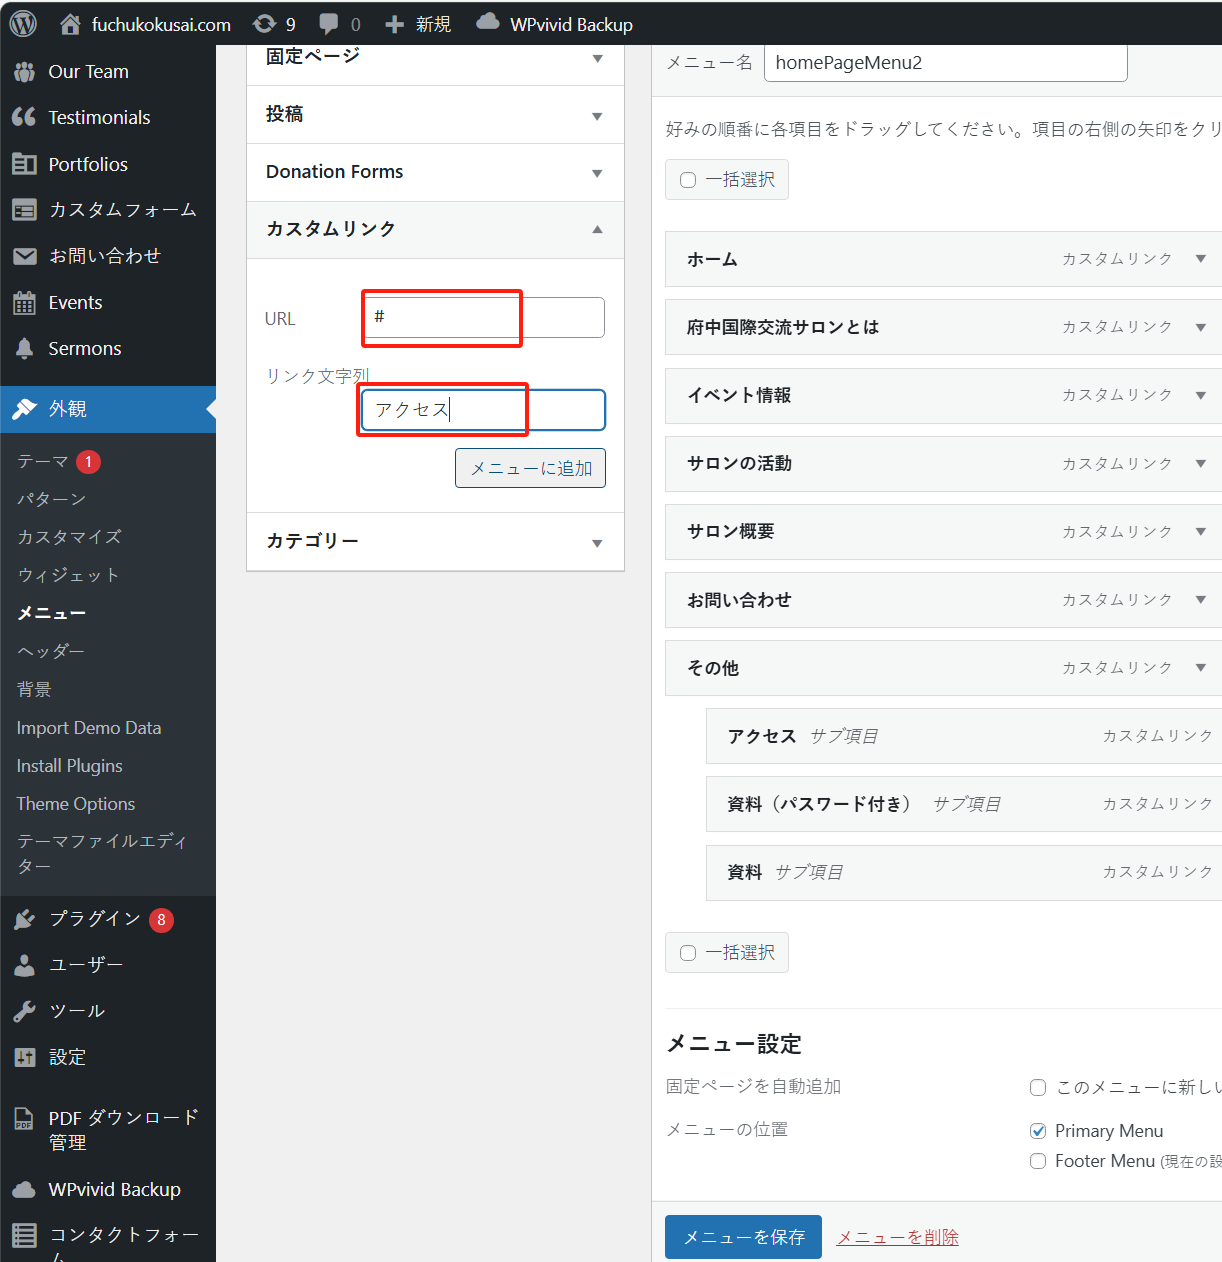 fuchukokusai.com 9 0 新規 WPvivid Backup
Our Team
Testimonials
Portfolios
カスタムフォーム
お問い合わせ
Events
Sermons
外観
テーマ 1
パターン
カスタマイズ
ウィジェット
メニュー
ヘッダー
背景
Import Demo Data
Install Plugins
Theme Options
テーマファイルエディ
ター
プラグイン 8
ユーザー
ツール
設定
PDF ダウンロード
管理
WPvivid Backup
コンタクトフォー
ム
固定ページ
投稿
Donation Forms
カスタムリンク
URL #
リンク文字列
アクセス
メニューに追加
カテゴリー
メニュー名 homePageMenu2
好みの順番に各項目をドラッグしてください。項目の右側の矢印をクリ
一括選択
ホーム カスタムリンク
府中国際交流サロンとは カスタムリンク
イベント情報 カスタムリンク
サロンの活動 カスタムリンク
サロン概要 カスタムリンク
お問い合わせ カスタムリンク
その他 カスタムリンク
アクセス サブ項目 カスタムリンク
資料（パスワード付き） サブ項目 カスタムリンク
資料 サブ項目 カスタムリンク
一括選択
メニュー設定
固定ページを自動追加 このメニューに新しい
メニューの位置 Primary Menu
Footer Menu (現在の設
メニューを保存 メニューを削除